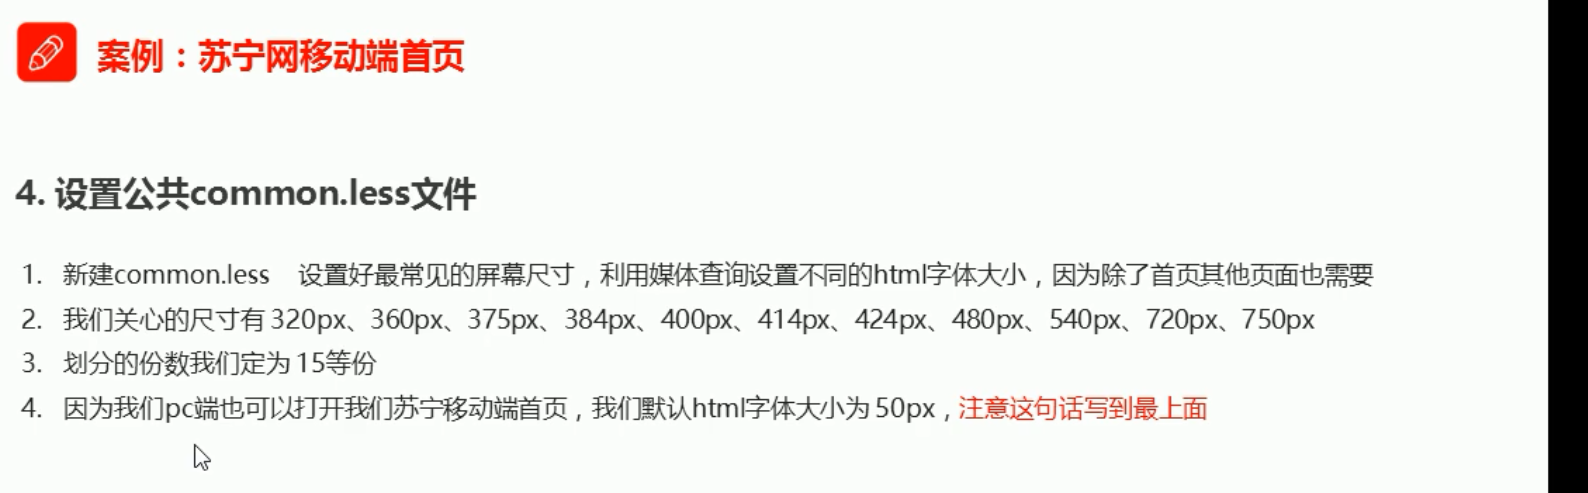 案例：苏宁网移动端首页
4. 设置公共common.less文件
1. 新建common.less 设置好最常见的屏幕尺寸，利用媒体查询设置不同的html字体大小，因为除了首页其他页面也需要
2. 我们关心的尺寸有 320px、360px、375px、384px、400px、414px、424px、480px、540px、720px、750px
3. 划分的份数我们定为 15等份
4. 因为我们pc端也可以打开我们苏宁移动端首页，我们默认html字体大小为 50px，注意这句话写到最上面